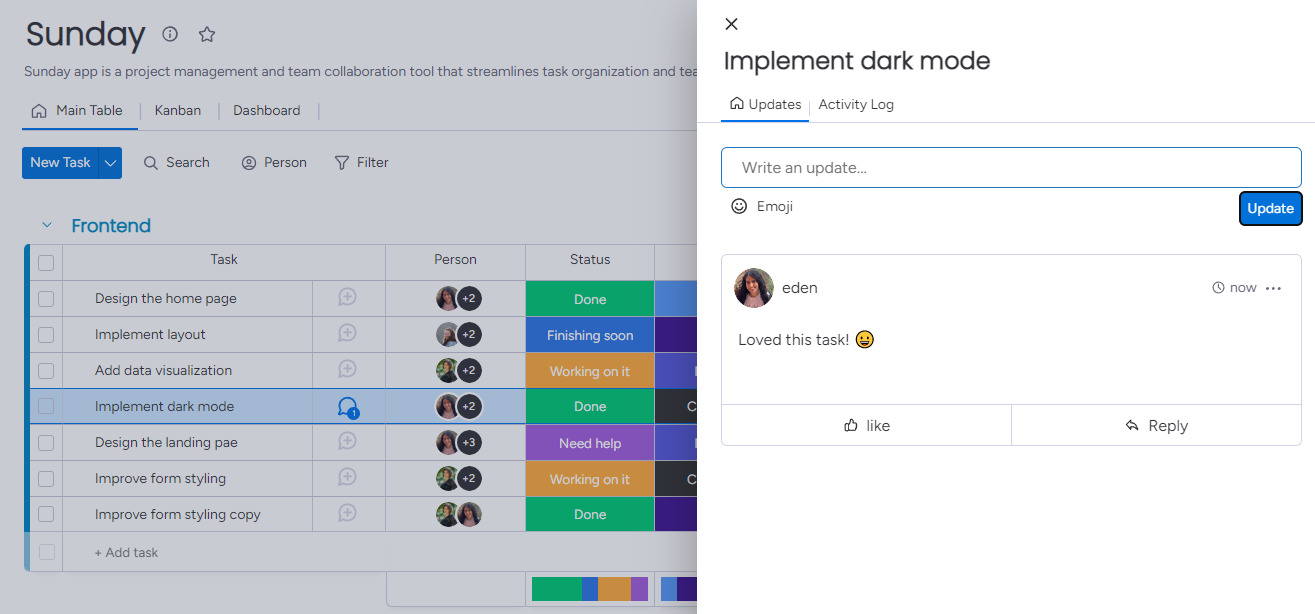 Sunday
Sunday app is a project management and team collaboration tool that streamlines task organization and tea
Main Table
Kanban
Dashboard
New Task
Search
Person
Filter
Frontend
Task Person Status
Design the home page +2 Done
Implement layout +2 Finishing soon
Add data visualization +2 Working on it
Implement dark mode 1 +2 Done C
Design the landing pae +3 Need help
Improve form styling +2 Working on it C
Improve form styling copy Done
+ Add task
Implement dark mode
Updates
Activity Log
Write an update...
Emoji
Update
eden
now
Loved this task! 😀
like
Reply